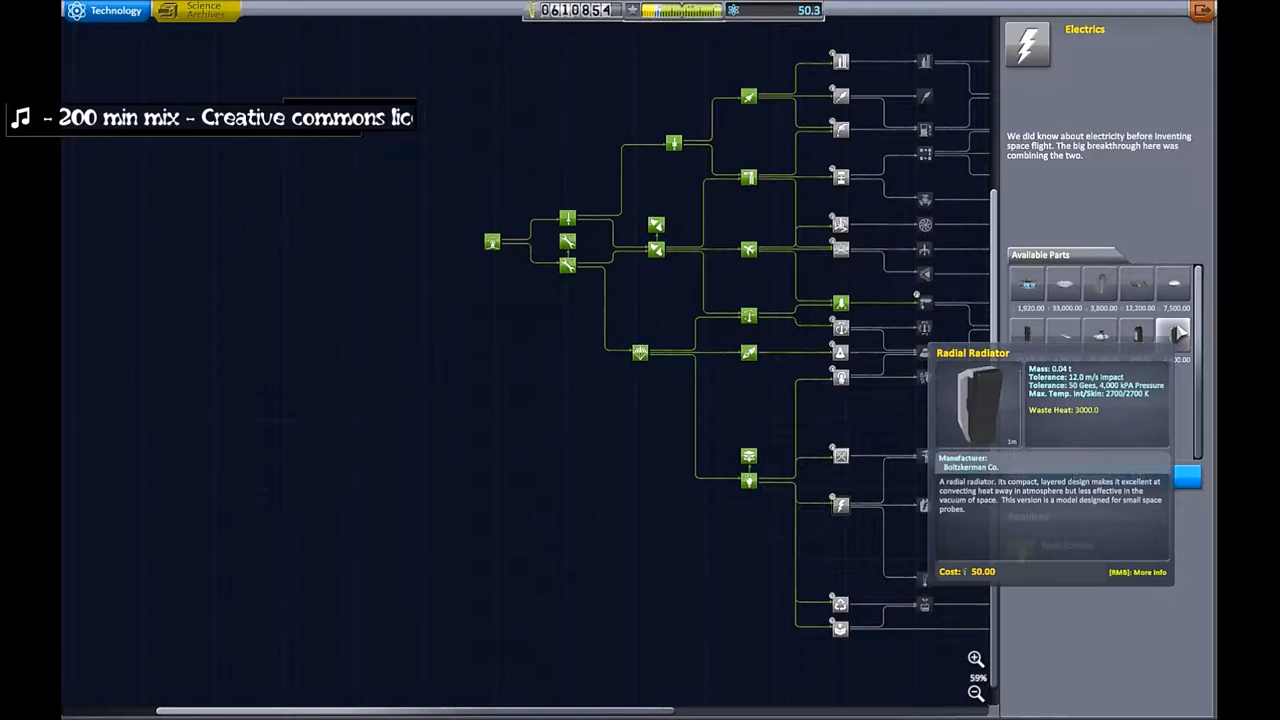 Technology
Science
Archives
0610854
50.3
Electrics
♫ - 200 min mix - Creative commons lic
We did know about electricity before inventing
space flight. The big breakthrough here was
combining the two.
Available Parts
1,920.00 33,000.00 3,800.00 12,200.00 7,500.00
Radial Radiator
Mass: 0.04 t
Tolerance: 12.0 m/s Impact
Tolerance: 50 Gees, 4,000 kPA Pressure
Max. Temp. Int/Skin: 2700/2700 K
Waste Heat: 3000.0
1m
Manufacturer:
Boltzkerman Co.
A radial radiator. Its compact, layered design makes it excellent at
convecting heat away in atmosphere but less effective in the
vacuum of space. This version is a model designed for small space
probes.
Cost: 50.00
[RMB]: More Info
59%